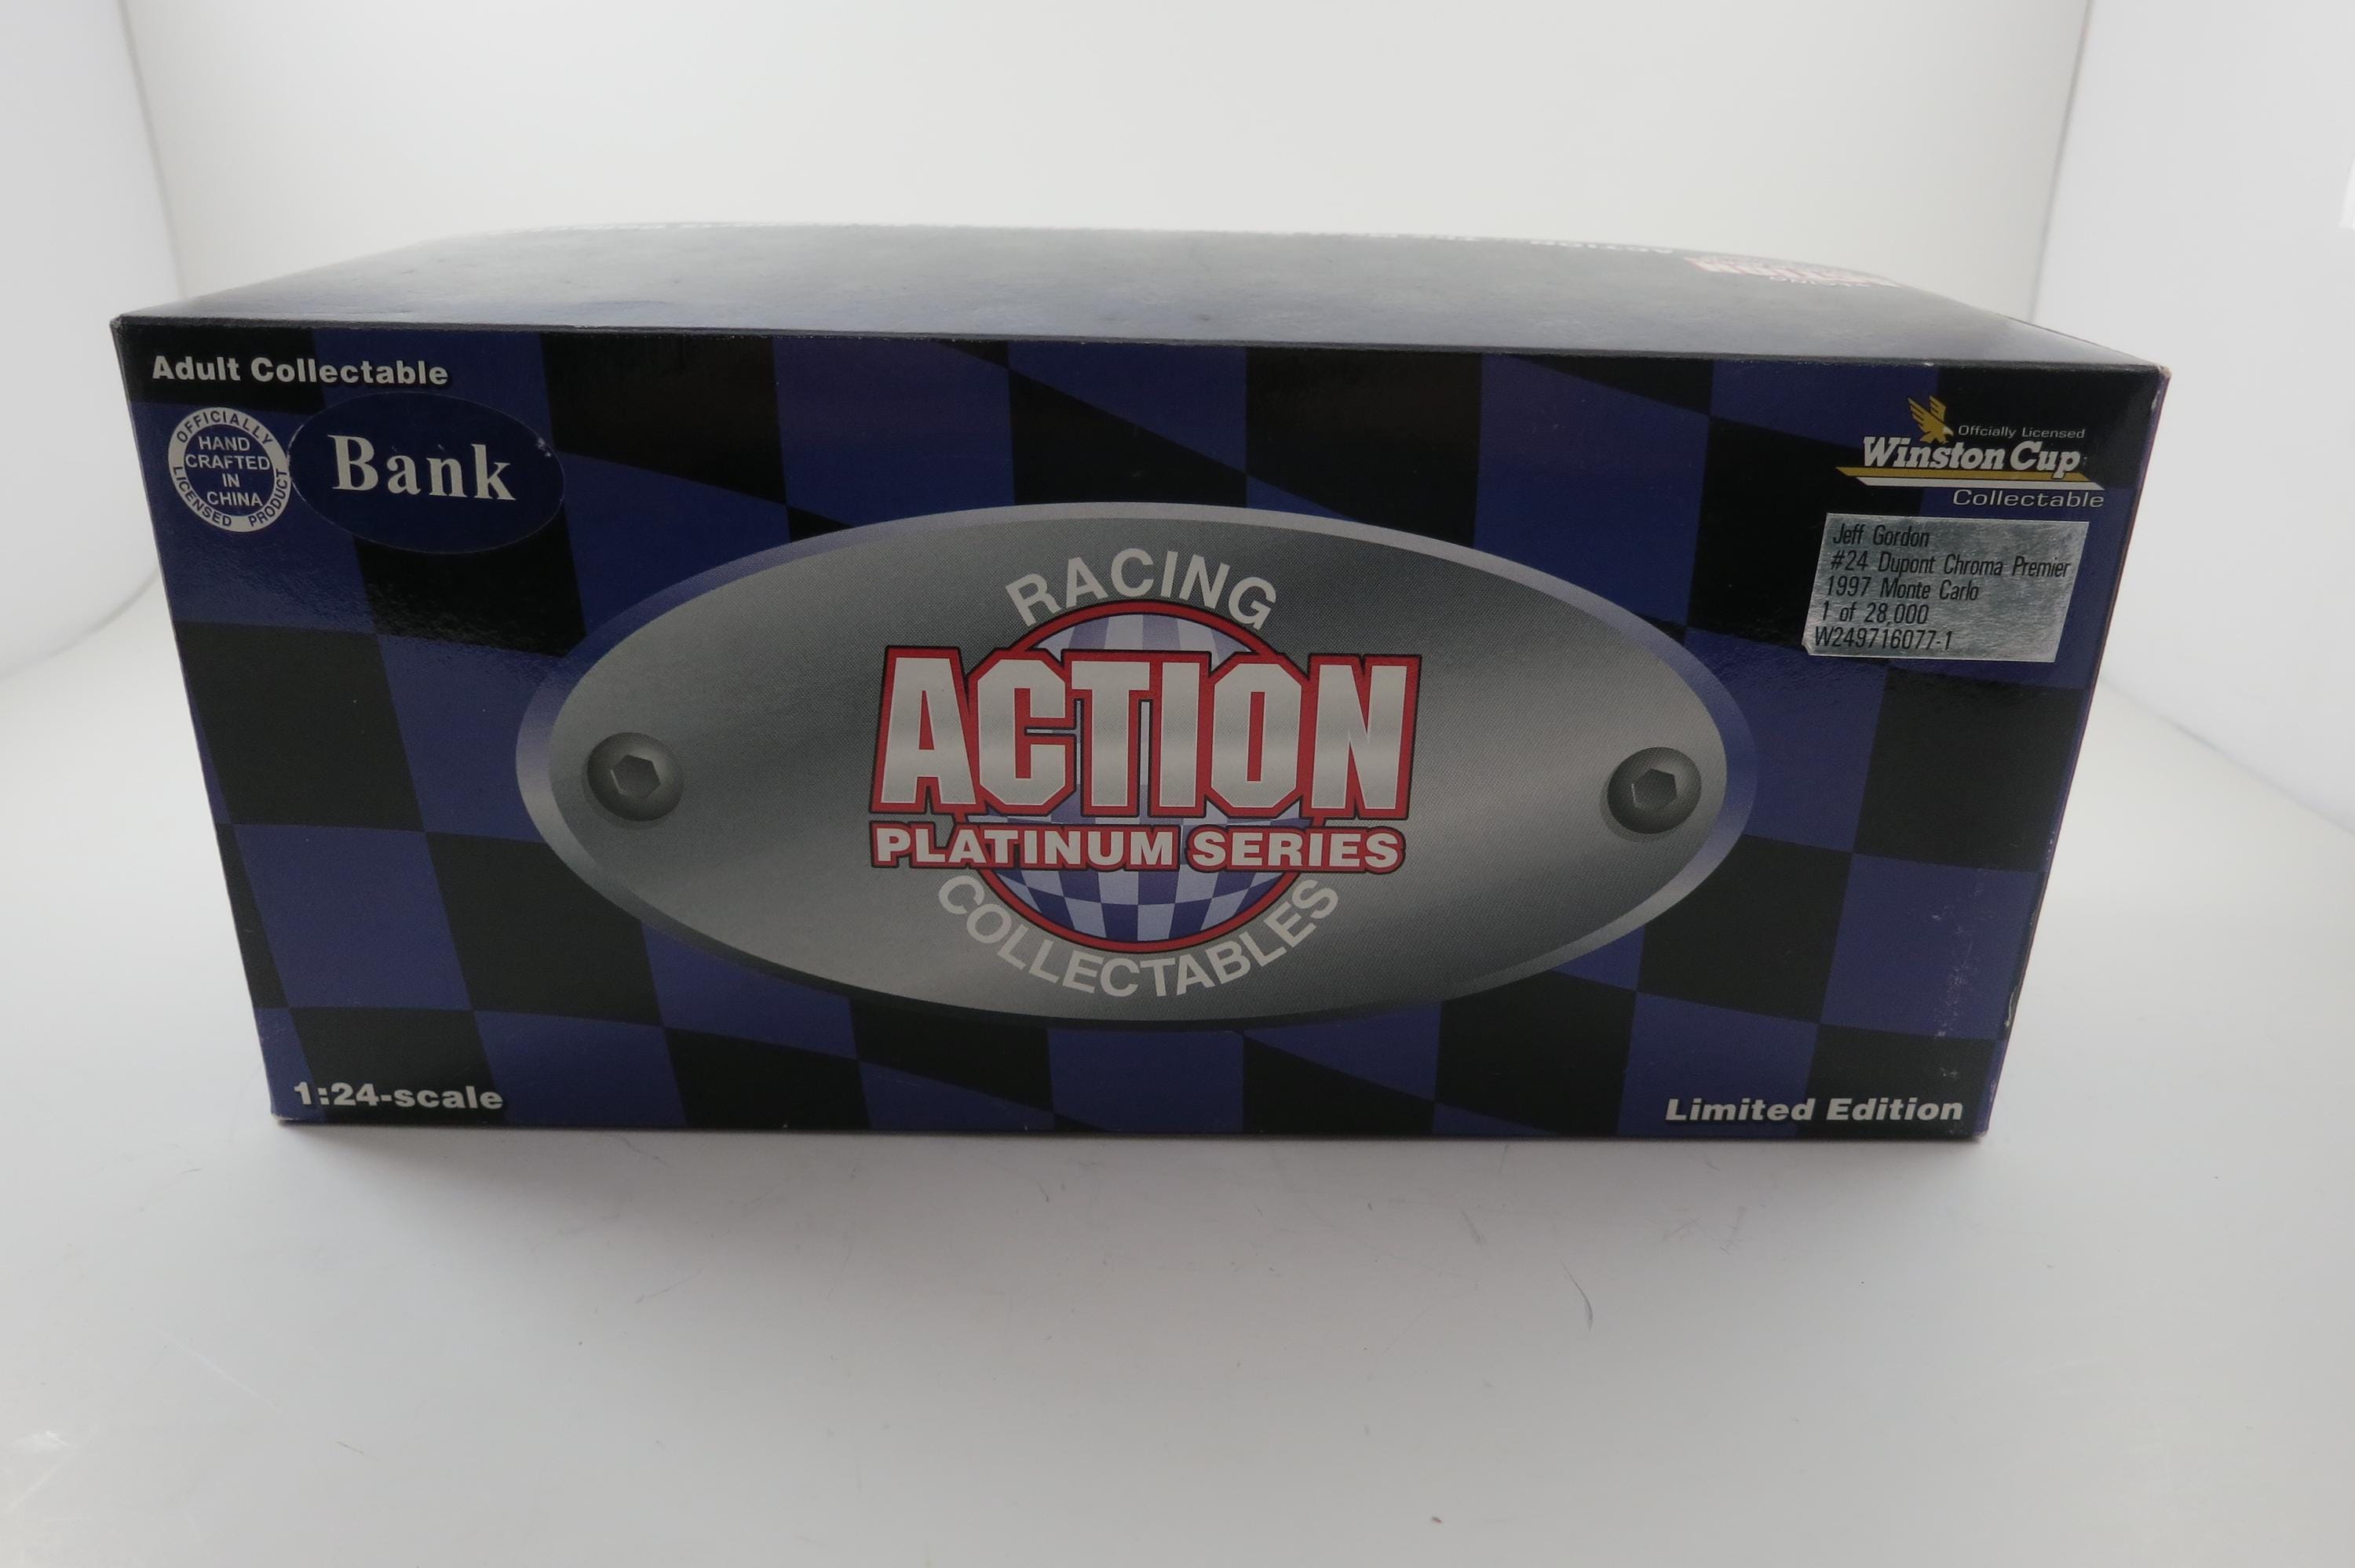 ACTION
Adult Collectable
OFFICIALLY
HAND
CRAFTED
IN
CHINA
LICENSED PRODUCT
Bank
Offcially Licensed
Winston Cup
Collectable
Jeff Gordon
#24 Dupont Chroma Premier
1997 Monte Carlo
1 of 28,000
W249716077-1
RACING
ACTION
PLATINUM SERIES
COLLECTABLES
1:24-scale
Limited Edition